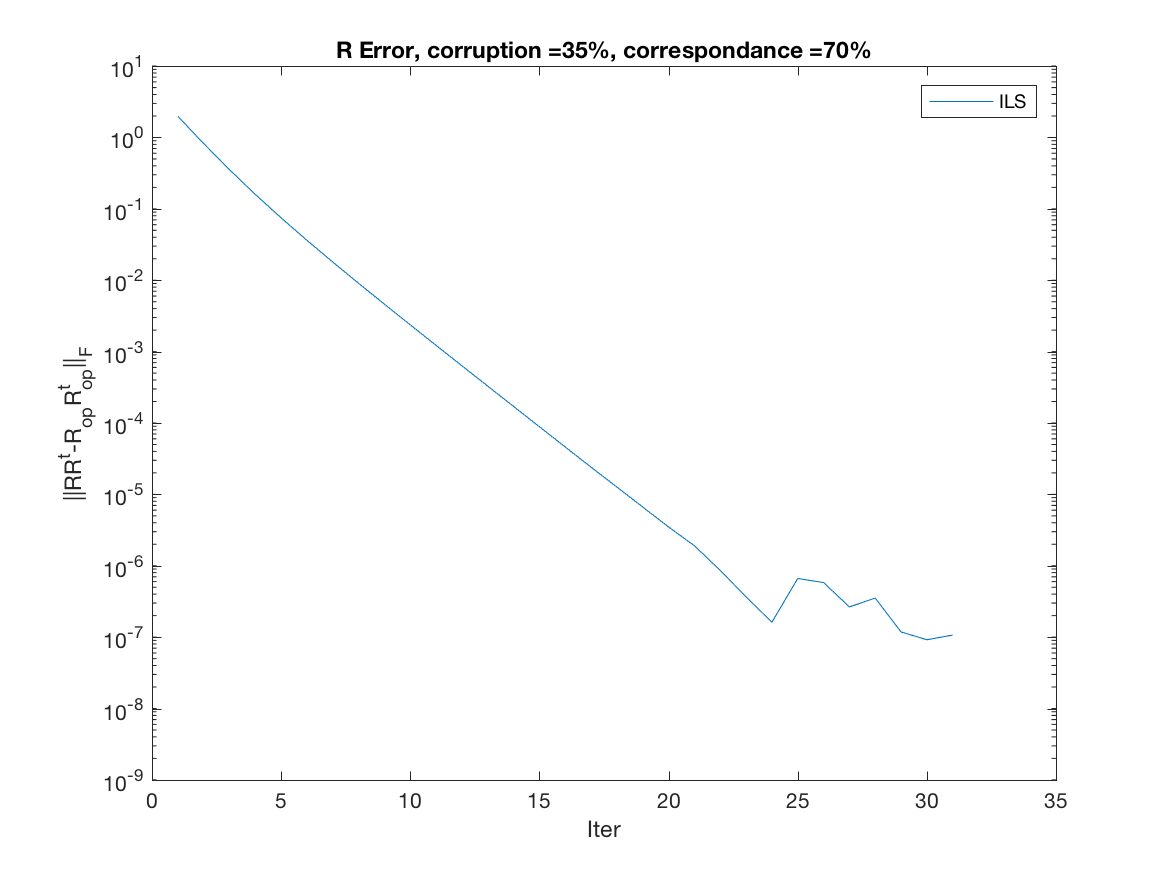 R Error, corruption =35%, correspondance =70%
ILS
10^1
10^0
10^-1
10^-2
10^-3
10^-4
10^-5
10^-6
10^-7
10^-8
10^-9
||RR^t-R_op R^t_op||_F
0 5 10 15 20 25 30 35
Iter